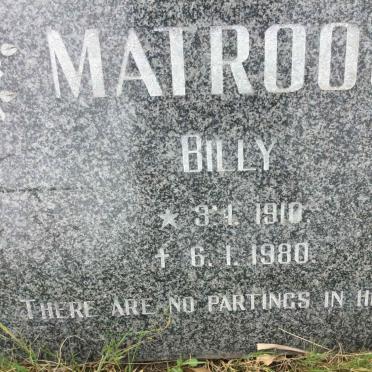 MATROO
BILLY
★ 3.4.1910
† 6.1.1980
THERE ARE NO PARTINGS IN